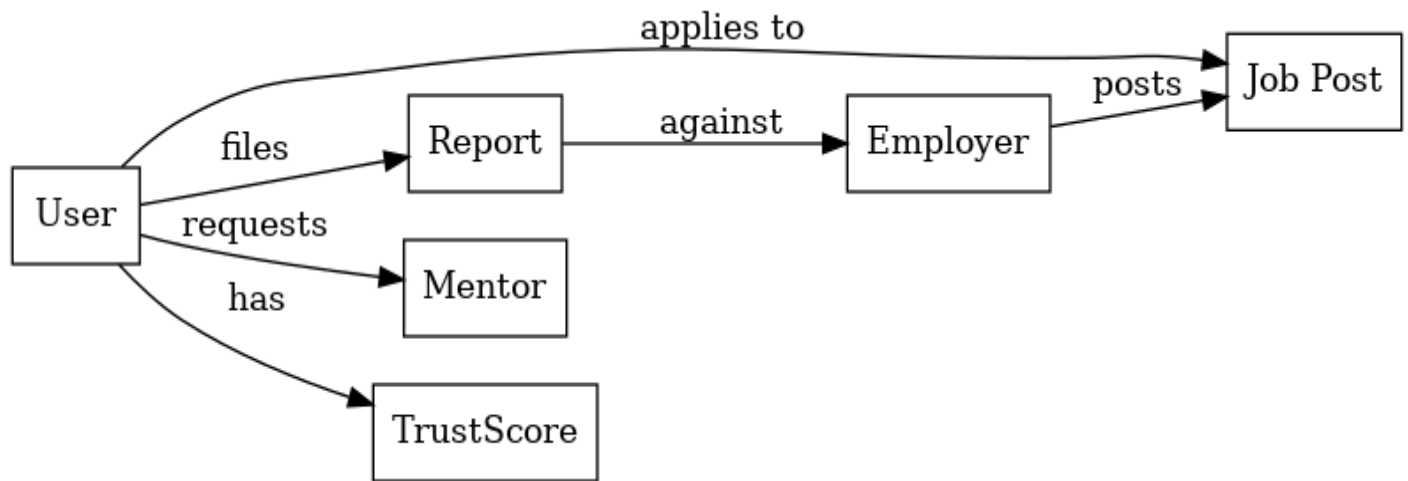 applies to
Job Post
posts
files
Report
against
Employer
User
requests
Mentor
has
TrustScore